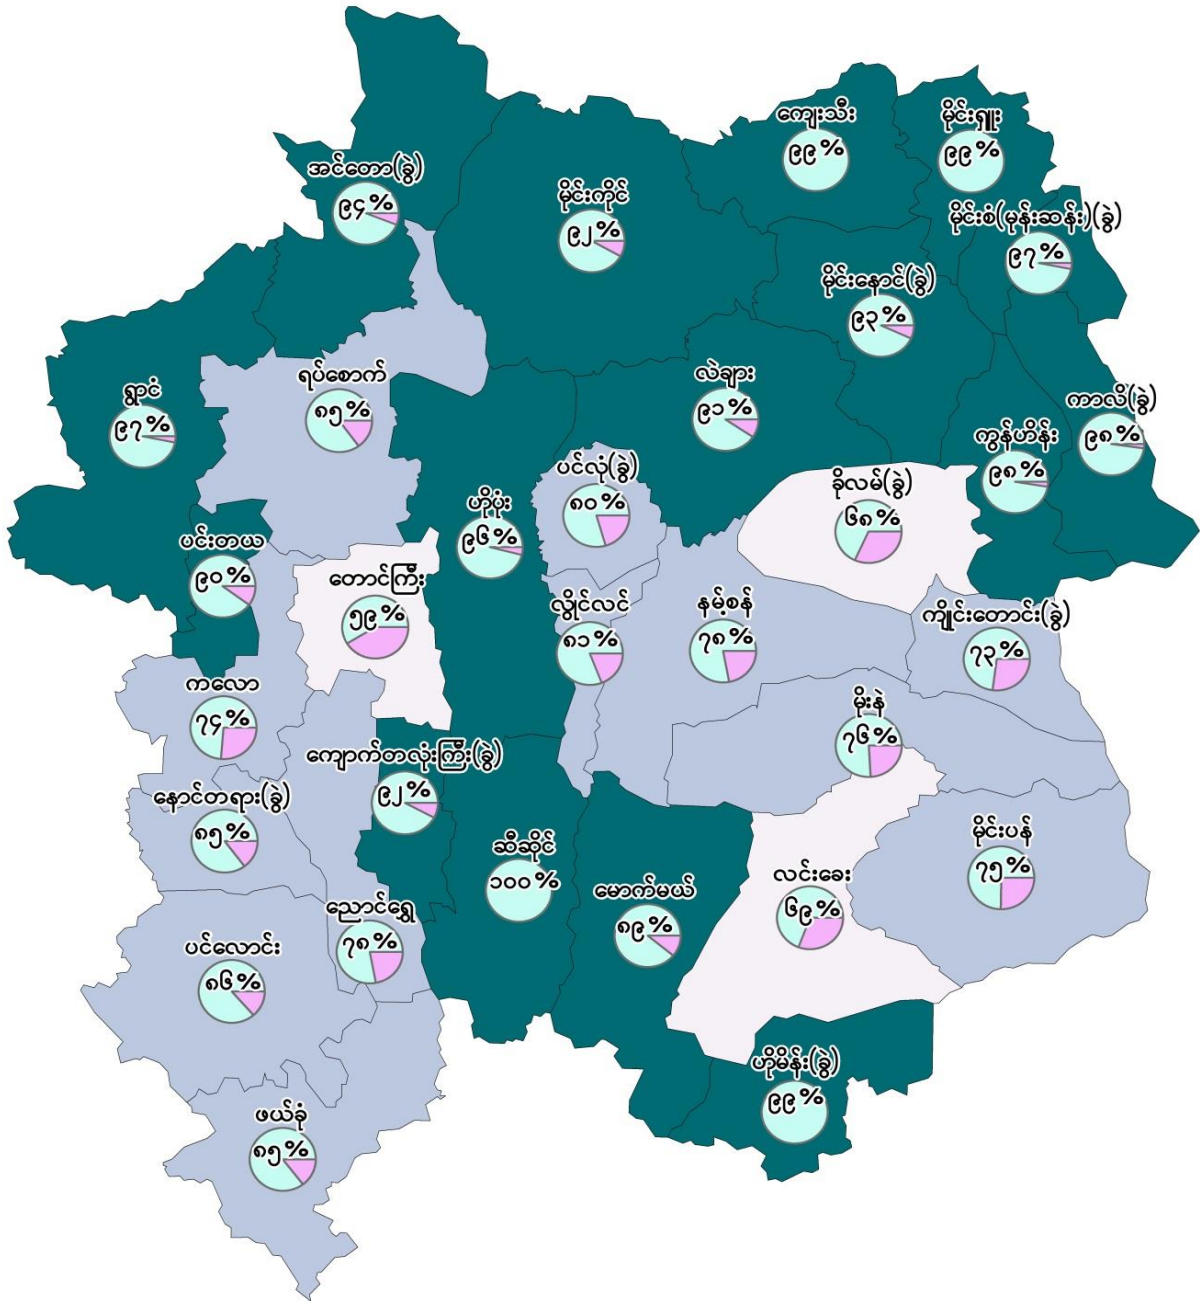 ကျေးသီး
၉၉%
မိုင်းရှူး
၉၉%
အင်တော(ခွဲ)
၉၄%
မိုင်းကိုင်
၉၂%
မိုင်းစံ(မုန်းဆန်း)(ခွဲ)
၉၇%
မိုင်းနောင်(ခွဲ)
၉၃%
ရွာငံ
၉၇%
ရပ်စောက်
၈၅%
လဲချား
၉၁%
ကာလိ(ခွဲ)
၉၈%
ကွန်ဟိန်း
၉၈%
ပင်လုံ(ခွဲ)
၈၀%
ခိုလမ်(ခွဲ)
၆၈%
ဟိုပုံး
၉၆%
ပင်းတယ
၉၀%
တောင်ကြီး
၅၉%
လွိုင်လင်
၈၁%
နမ့်စန်
၇၈%
ကျိုင်းတောင်း(ခွဲ)
၇၃%
ကလော
၇၄%
မိုးနဲ
၇၆%
ကျောက်တလုံးကြီး(ခွဲ)
၉၂%
နောင်တရား(ခွဲ)
၈၅%
ဆီဆိုင်
၁၀၀%
မိုင်းပန်
၇၅%
လင်းခေး
၆၉%
မောက်မယ်
၈၉%
ညောင်ရွှေ
၇၈%
ပင်လောင်း
၈၆%
ဟိုမိန်း(ခွဲ)
၉၉%
ဖယ်ခုံ
၈၅%